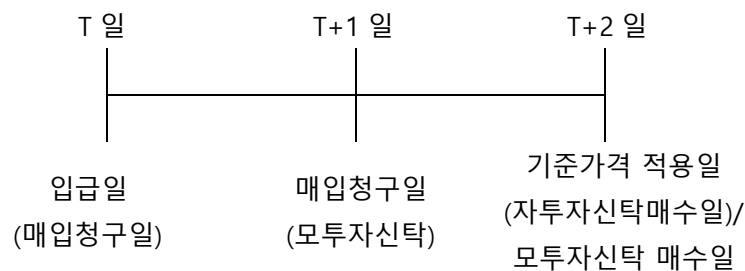 T 일
T+1 일
T+2 일
입급일
(매입청구일)
매입청구일
(모투자신탁)
기준가격 적용일
(자투자신탁매수일)/
모투자신탁 매수일